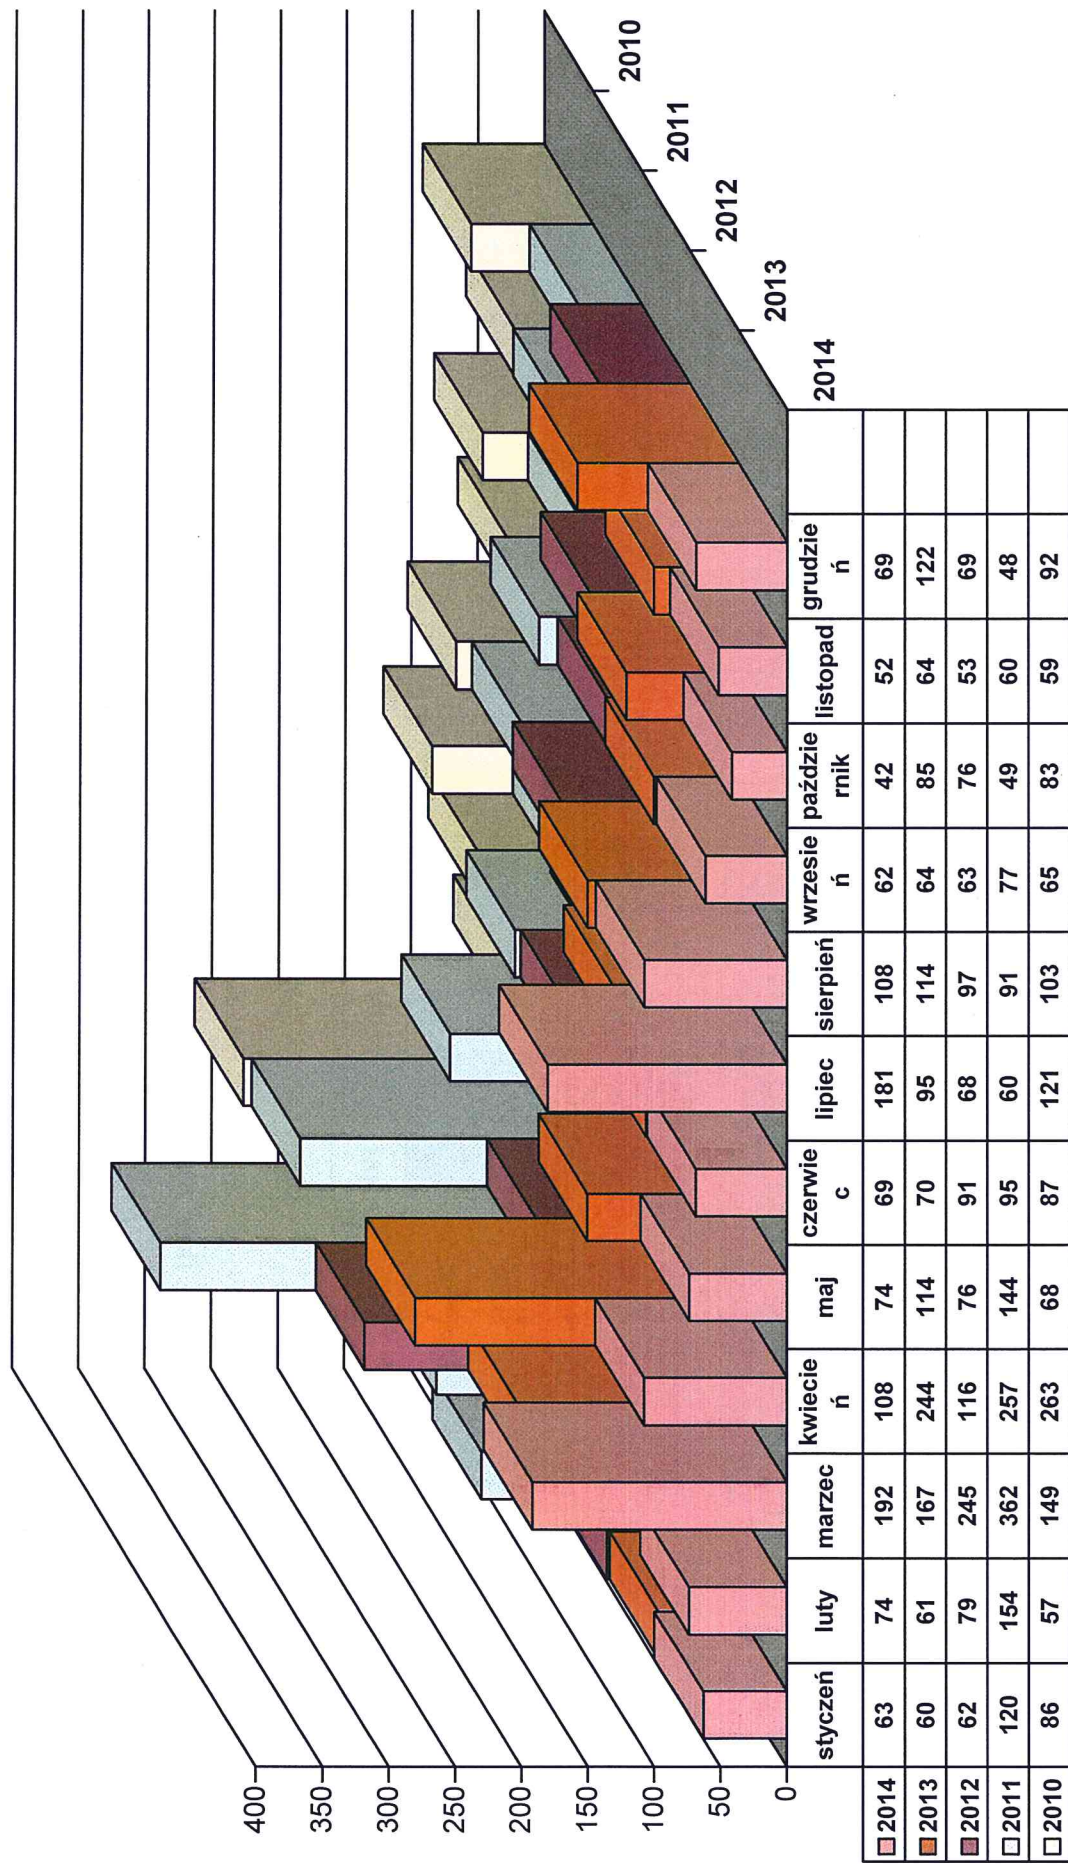 400
350
300
250
200
150
100
50
0
2010
2011
2012
2013
2014
styczeń luty marzec kwiecie maj czerwie lipiec sierpień wrzesie paździe listopad grudzie
ń c ń rnik ń
2014 63 74 192 108 74 69 181 108 62 42 52 69
2013 60 61 167 244 114 70 95 114 64 85 64 122
2012 62 79 245 116 76 91 68 97 63 76 53 69
2011 120 154 362 257 144 95 60 91 77 49 60 48
2010 86 57 149 263 68 87 121 103 65 83 59 92